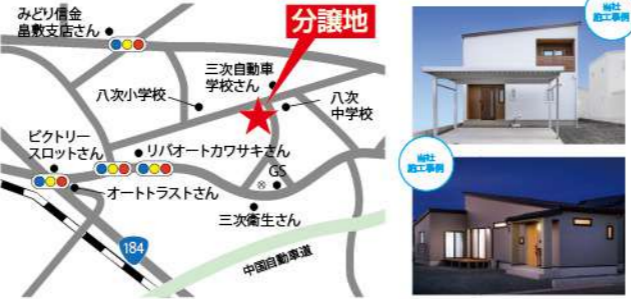 みどり信金
畠敷支店さん
分譲地
三次自動車
学校さん
八次小学校
八次
中学校
ビクトリー
スロットさん
リパオートカワサキさん
GS
オートトラストさん
三次衛生さん
184
中国自動車道
当社
施工事例
当社
施工事例